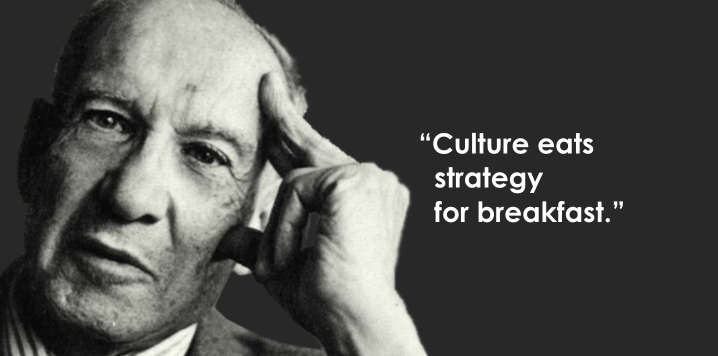 “Culture eats
strategy
for breakfast.”